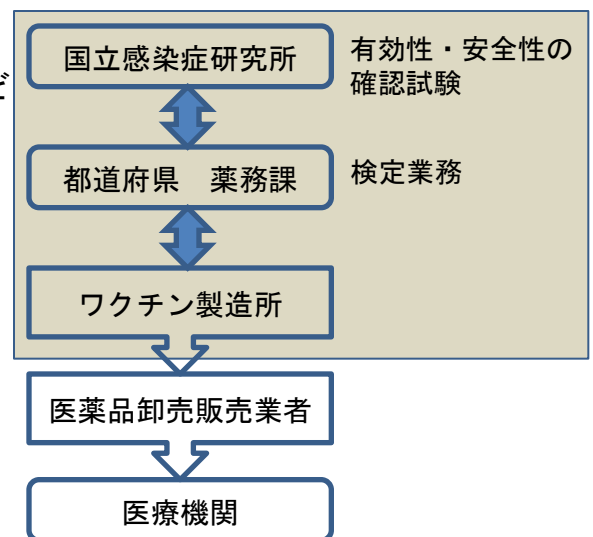 国立感染症研究所
有効性・安全性の
確認試験
ぎ
都道府県　薬務課
検定業務
ワクチン製造所
医薬品卸売販売業者
医療機関